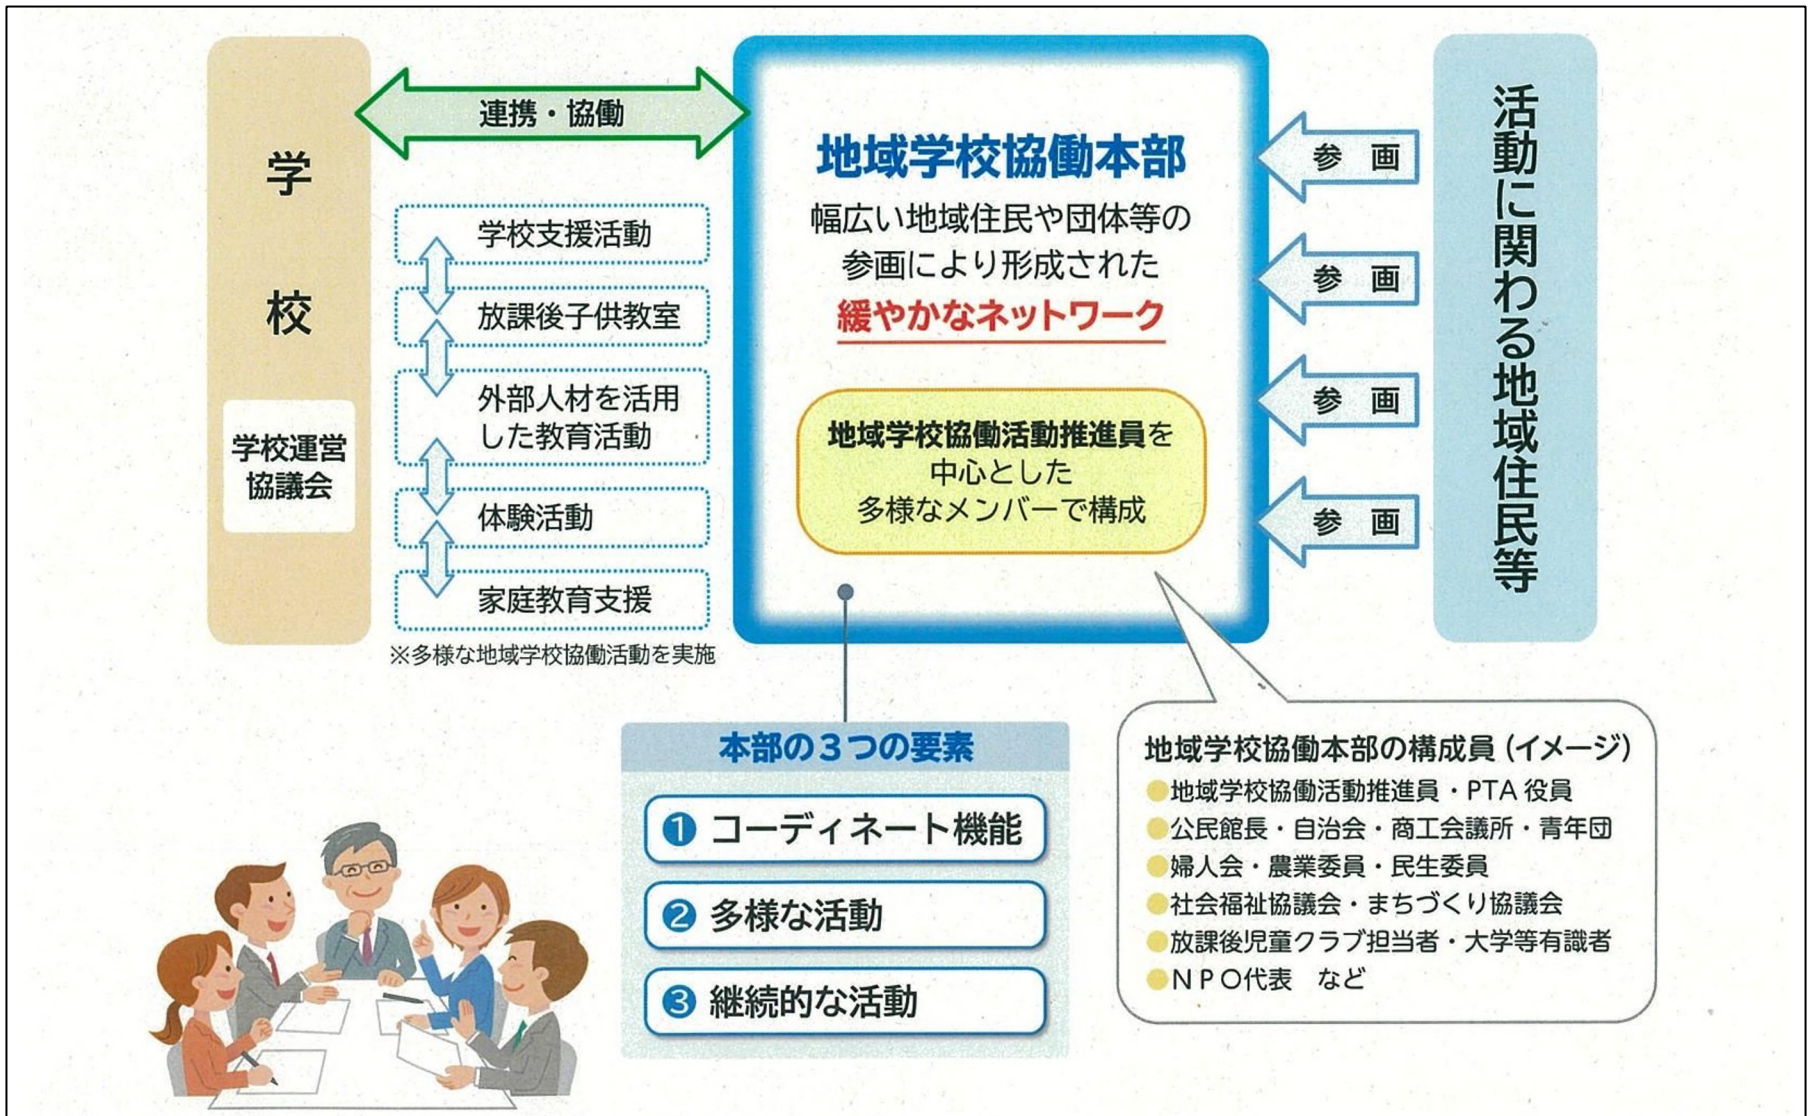 学校
学校運営
協議会
連携・協働
学校支援活動
放課後子供教室
外部人材を活用
した教育活動
体験活動
家庭教育支援
※多様な地域学校協働活動を実施
地域学校協働本部
幅広い地域住民や団体等の
参画により形成された
緩やかなネットワーク
地域学校協働活動推進員を
中心とした
多様なメンバーで構成
参 画
参 画
参 画
参 画
活動に関わる地域住民等
本部の3つの要素
❶ コーディネート機能
❷ 多様な活動
❸ 継続的な活動
地域学校協働本部の構成員(イメージ)
●地域学校協働活動推進員・PTA 役員
●公民館長・自治会・商工会議所・青年団
●婦人会・農業委員・民生委員
●社会福祉協議会・まちづくり協議会
●放課後児童クラブ担当者・大学等有識者
●NPO代表 など